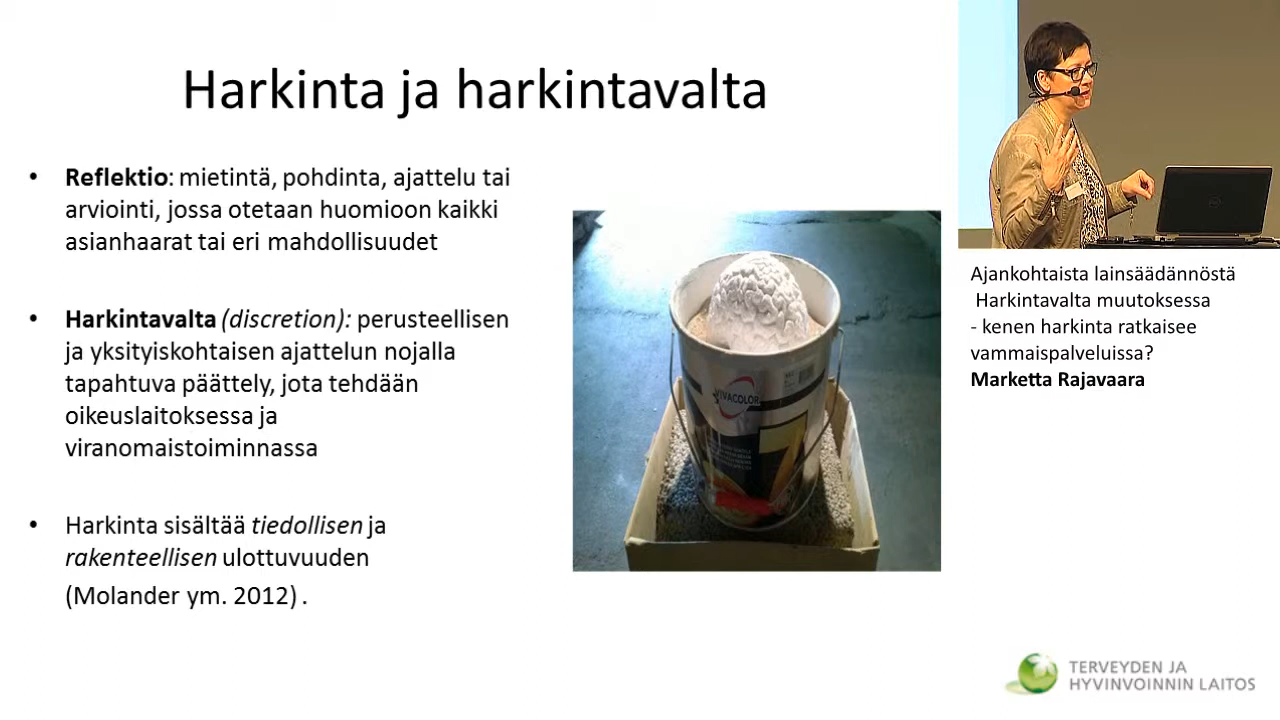 Harkinta ja harkintavalta
• Reflektio: mietintä, pohdinta, ajattelu tai
arviointi, jossa otetaan huomioon kaikki
asianhaarat tai eri mahdollisuudet
• Harkintavalta (discretion): perusteellisen
ja yksityiskohtaisen ajattelun nojalla
tapahtuva päättely, jota tehdään
oikeuslaitoksessa ja
viranomaistoiminnassa
• Harkinta sisältää tiedollisen ja
rakenteellisen ulottuvuuden
(Molander ym. 2012) .
VIVACOLOR
Ajankohtaista lainsäädännöstä
Harkintavalta muutoksessa
- kenen harkinta ratkaisee
vammaispalveluissa?
Marketta Rajavaara
TERVEYDEN JA
HYVINVOINNIN LAITOS